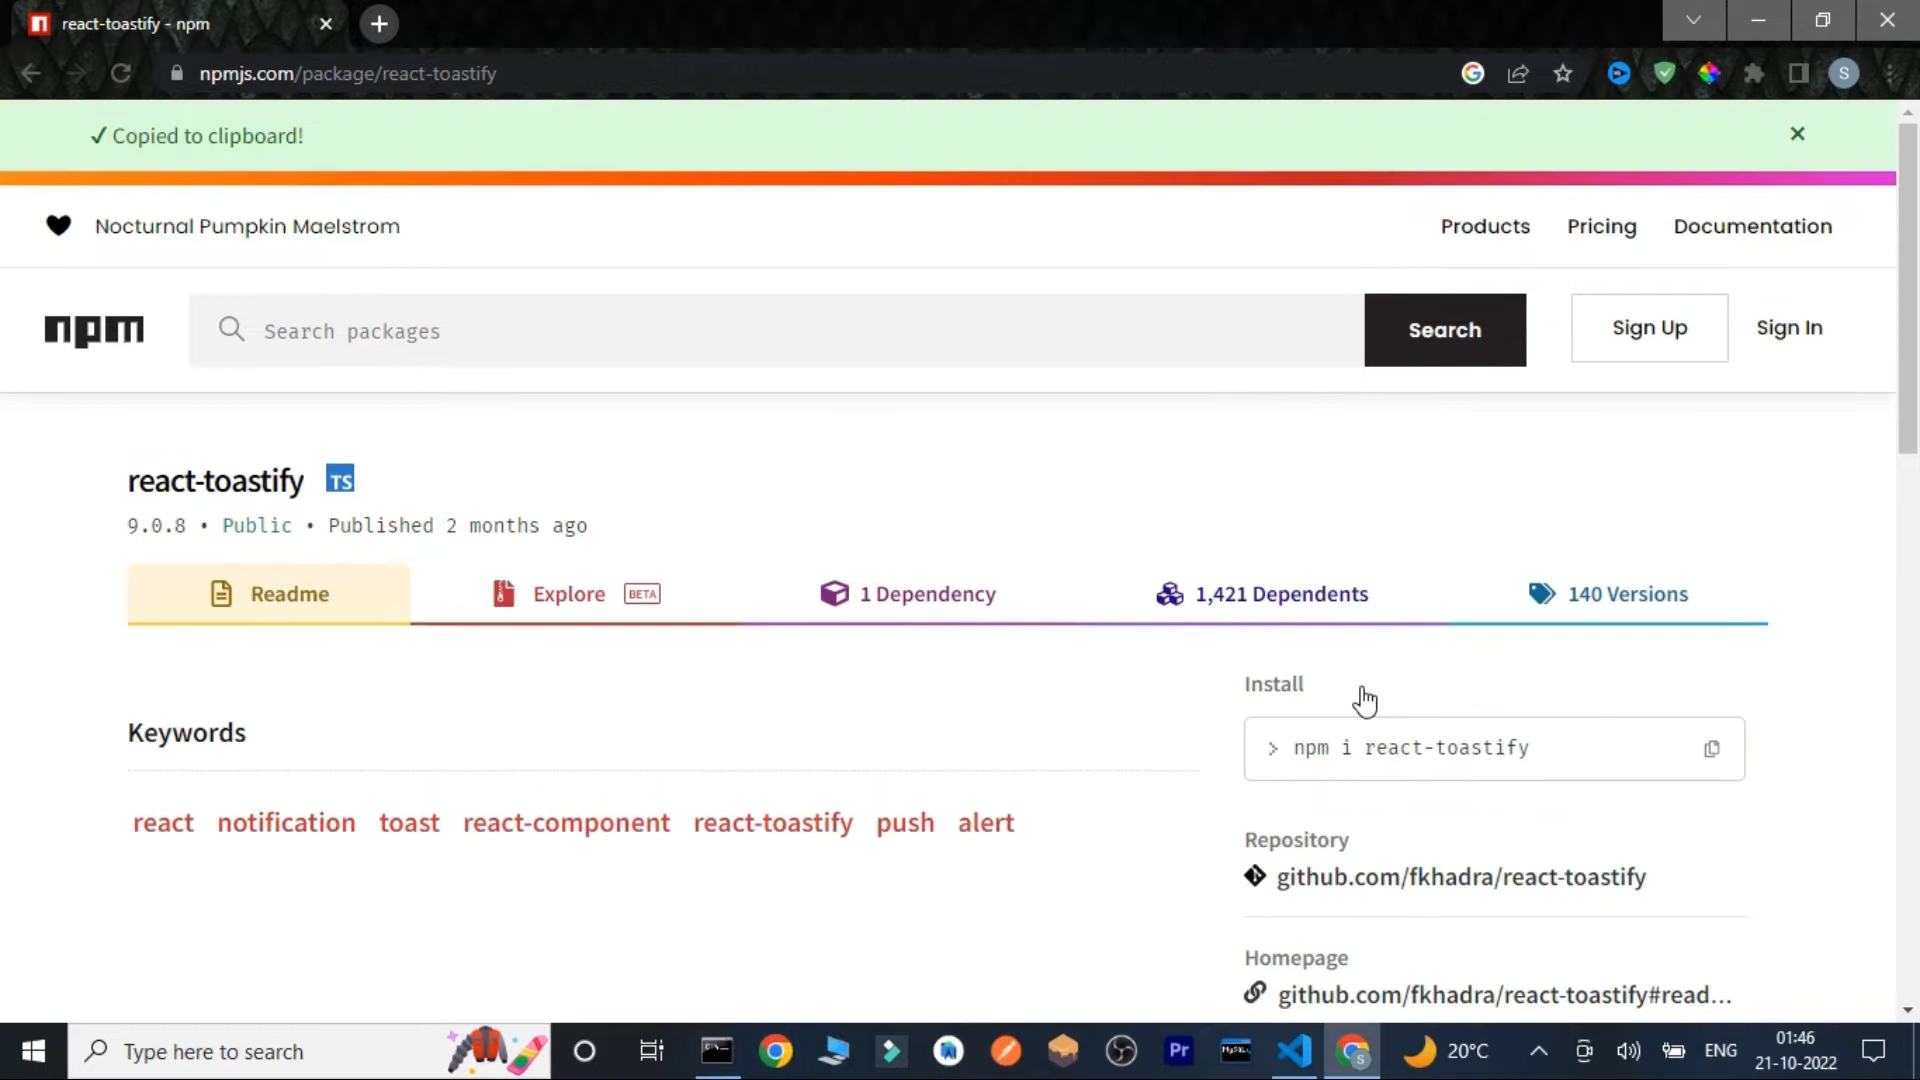 react-toastify - npm
npmjs.com/package/react-toastify
S
✓ Copied to clipboard!
Nocturnal Pumpkin Maelstrom
Products
Pricing
Documentation
npm
Search packages
Search
Sign Up
Sign In
react-toastify TS
9.0.8 • Public • Published 2 months ago
Readme
Explore BETA
1 Dependency
1,421 Dependents
140 Versions
Install
> npm i react-toastify
Keywords
react notification toast react-component react-toastify push alert
Repository
github.com/fkhadra/react-toastify
Homepage
github.com/fkhadra/react-toastify#read...
Type here to search
Pr
MySQL
S
20°C
ENG
01:46
21-10-2022